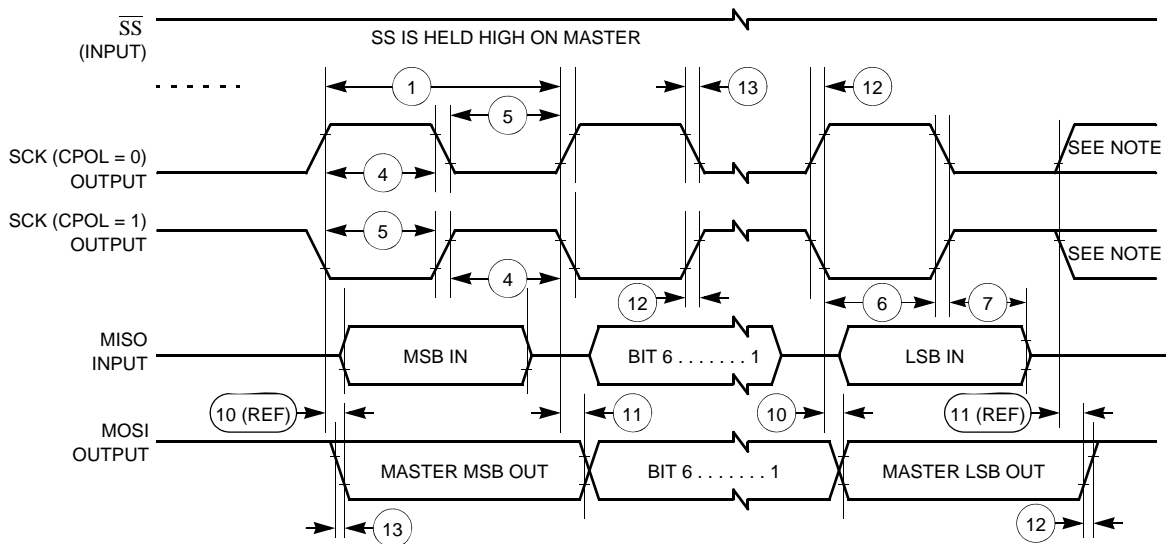 SS
(INPUT)
SS IS HELD HIGH ON MASTER
1
13
12
5
SCK (CPOL = 0)
OUTPUT
4
SEE NOTE
SCK (CPOL = 1)
OUTPUT
5
SEE NOTE
4
12
6
7
MISO
INPUT
MSB IN
BIT 6 . . . . . . . 1
LSB IN
10 (REF)
11
10
11 (REF)
MOSI
OUTPUT
MASTER MSB OUT
BIT 6 . . . . . . . 1
MASTER LSB OUT
13
12